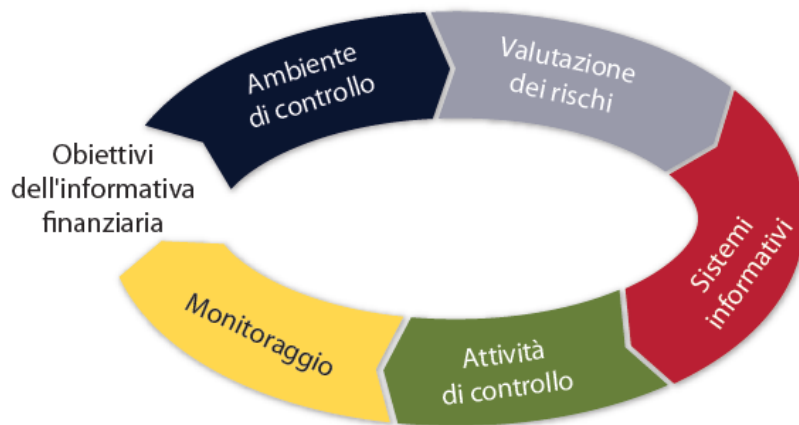 Ambiente
di controllo
Valutazione
dei rischi
Sistemi
informativi
Attività
di controllo
Monitoraggio
Obiettivi
dell'informativa
finanziaria